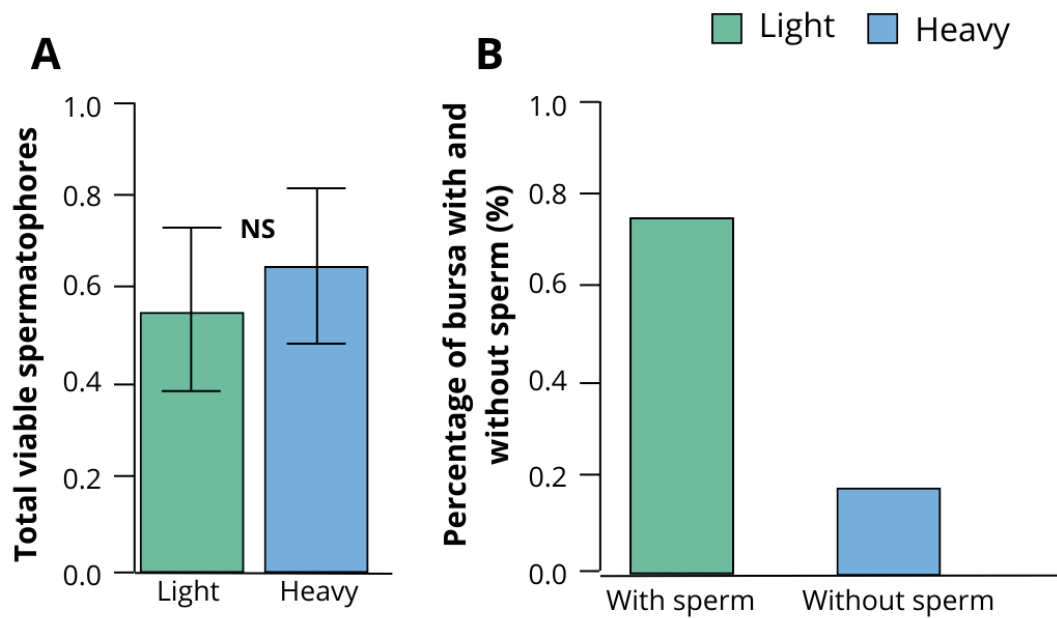 Light Heavy
A
B
Total viable spermatophores
1.0
0.8
0.6
0.4
0.2
0.0
NS
Light Heavy
Percentage of bursa with and
without sperm (%)
1.0
0.8
0.6
0.4
0.2
0.0
With sperm Without sperm